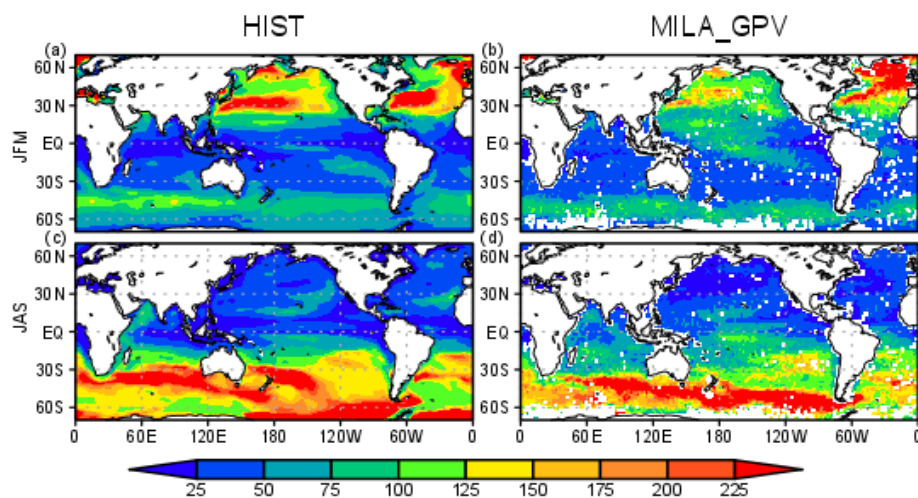 HIST MILA_GPV
(a) (b)
60N 60N
30N 30N
JFM EQ EQ
30S 30S
60S 60S
(c) (d)
60N 60N
30N 30N
JAS EQ EQ
30S 30S
60S 60S
0 60E 120E 180 120W 60W 0 0 60E 120E 180 120W 60W 0
25 50 75 100 125 150 175 200 225